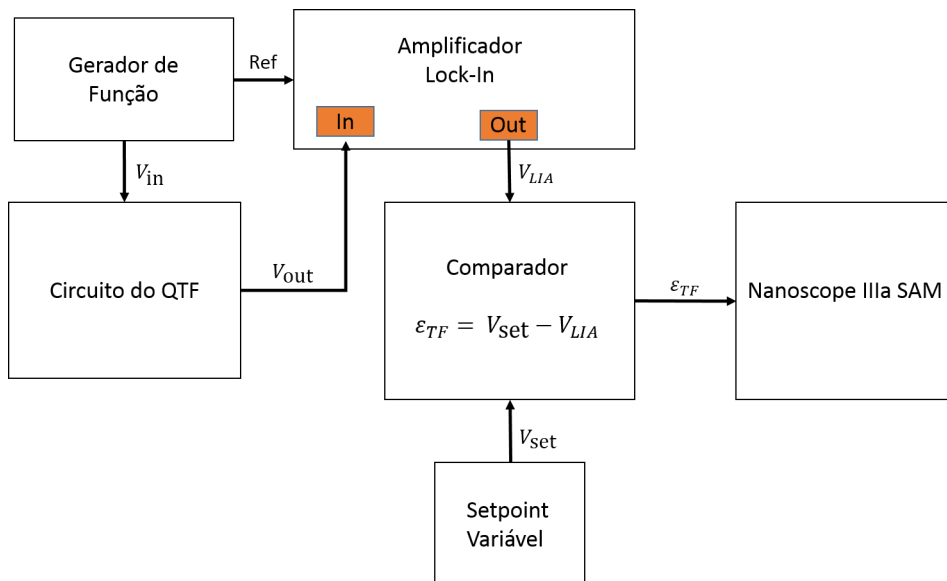 Gerador de
Função
Ref
Amplificador
Lock-In
In
Out
V_in
V_LIA
Circuito do QTF
V_out
Comparador
ε_TF = V_set − V_LIA
ε_TF
Nanoscope IIIa SAM
V_set
Setpoint
Variável